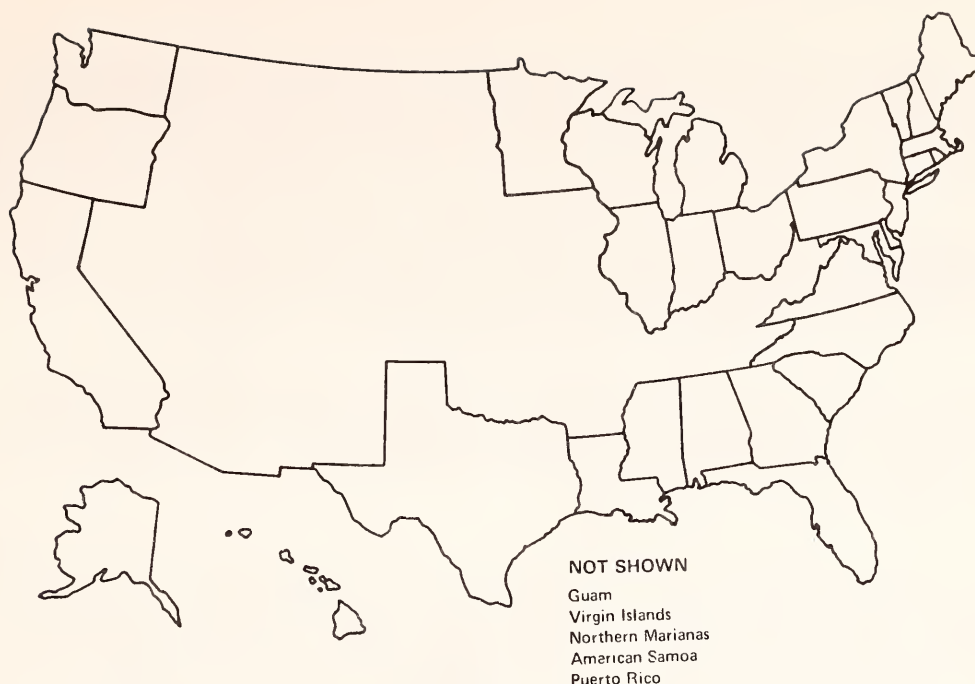 NOT SHOWN
Guam
Virgin Islands
Northern Marianas
American Samoa
Puerto Rico